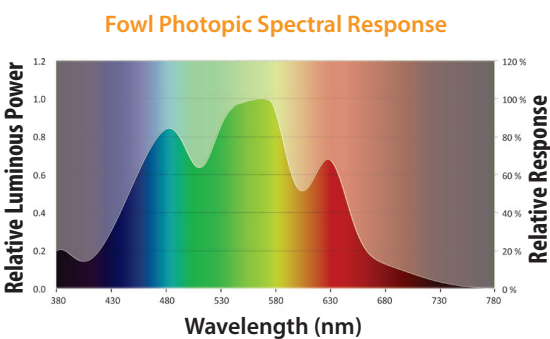 Fowl Photopic Spectral Response
Relative Luminous Power
1.2
1.0
0.8
0.6
0.4
0.2
0.0
120 %
100 %
80 %
60 %
40 %
20 %
0 %
Relative Response
380 430 480 530 580 630 680 730 780
Wavelength (nm)